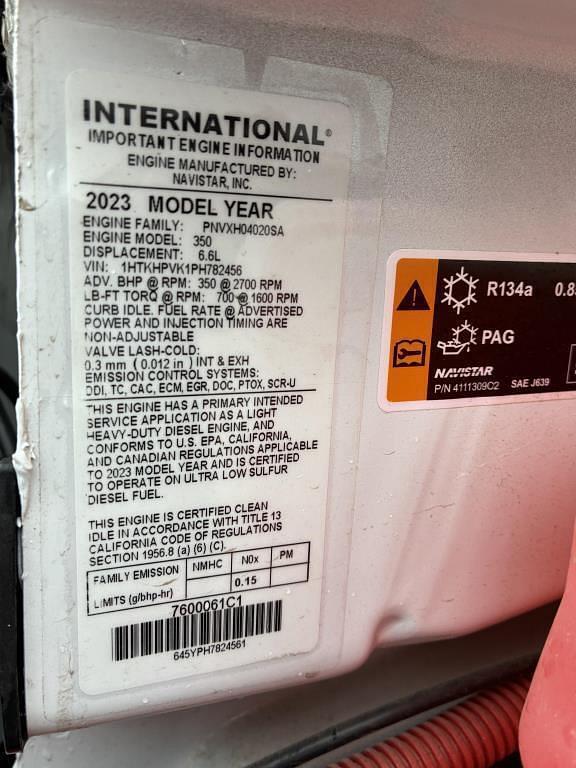 INTERNATIONAL®
IMPORTANT ENGINE INFORMATION
ENGINE MANUFACTURED BY:
NAVISTAR, INC.
2023 MODEL YEAR
ENGINE FAMILY: PNVXH04020SA
ENGINE MODEL: 350
DISPLACEMENT: 6.6L
VIN: 1HTKHPVK1PH782456
ADV. BHP @ RPM: 350 @ 2700 RPM
LB-FT TORQ @ RPM: 700 @ 1600 RPM
CURB IDLE. FUEL RATE @ ADVERTISED
POWER AND INJECTION TIMING ARE
NON-ADJUSTABLE
VALVE LASH-COLD:
0.3 mm ( 0.012 in ) INT & EXH
EMISSION CONTROL SYSTEMS:
DDI, TC, CAC, ECM, EGR, DOC, PTOX, SCR-U
THIS ENGINE HAS A PRIMARY INTENDED
SERVICE APPLICATION AS A LIGHT
HEAVY-DUTY DIESEL ENGINE, AND
CONFORMS TO U.S. EPA, CALIFORNIA,
AND CANADIAN REGULATIONS APPLICABLE
TO 2023 MODEL YEAR AND IS CERTIFIED
TO OPERATE ON ULTRA LOW SULFUR
DIESEL FUEL.
THIS ENGINE IS CERTIFIED CLEAN
IDLE IN ACCORDANCE WITH TITLE 13
CALIFORNIA CODE OF REGULATIONS
SECTION 1956.8 (a) (6) (C).
FAMILY EMISSION NMHC N0x PM
LIMITS (g/bhp-hr) 0.15
7600061C1
645YPH7824561
R134a
PAG
NAVISTAR
P/N 4111309C2 SAE J639